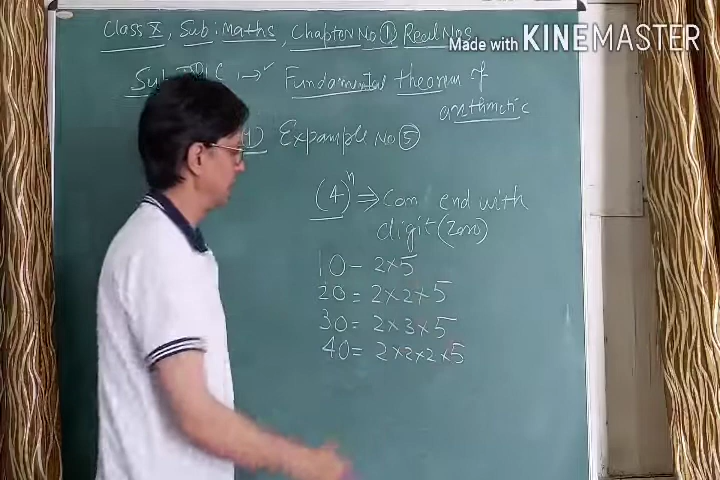 Class X, Sub: Maths, Chapter No ① Real Nos
Made with KINEMASTER
Fundamental theorem of
arithmetic
Expample No ⑤
(4)ⁿ ⇒ Can end with
digit (Zero)
10 - 2×5
20 = 2×2×5
30 = 2×3×5
40 = 2×2×2×5